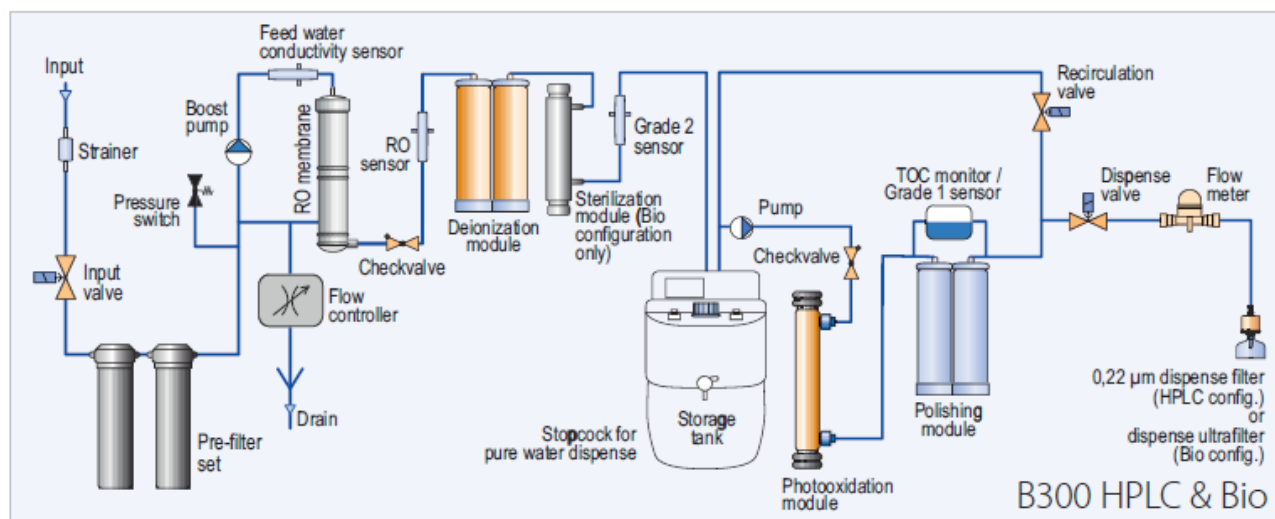 Feed water
conductivity sensor
Input
Strainer
Boost
pump
Pressure
switch
Input
valve
Pre-filter
set
RO membrane
Flow
controller
Drain
Checkvalve
RO
sensor
Deionization
module
Sterilization
module (Bio
configuration
only)
Grade 2
sensor
Stopcock for
pure water dispense
Storage
tank
Pump
Checkvalve
Photooxidation
module
TOC monitor /
Grade 1 sensor
Polishing
module
Recirculation
valve
Dispense
valve
Flow
meter
0,22 µm dispense filter
(HPLC config.)
or
dispense ultrafilter
(Bio config.)
B300 HPLC & Bio